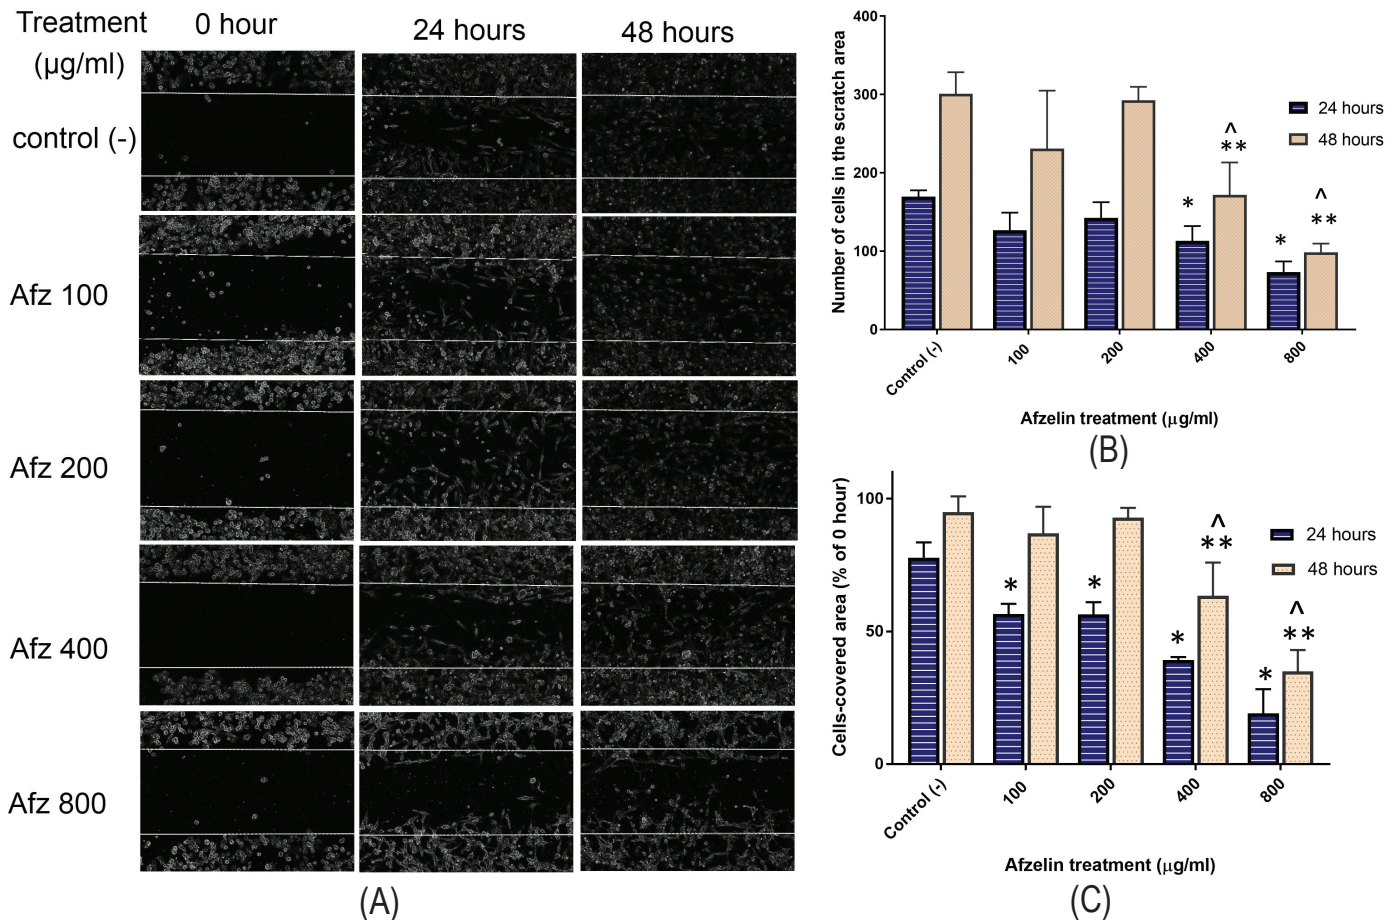 Treatment
(µg/ml)
0 hour
24 hours
48 hours
control (-)
Afz 100
Afz 200
Afz 400
Afz 800
(A)
400
300
200
100
0
Number of cells in the scratch area
24 hours
48 hours
*
^
**
*
^
**
Control (-)
100
200
400
800
Afzelin treatment (µg/ml)
(B)
100
50
0
Cells-covered area (% of 0 hour)
24 hours
48 hours
*
*
*
^
**
*
^
**
Control (-)
100
200
400
800
Afzelin treatment (µg/ml)
(C)